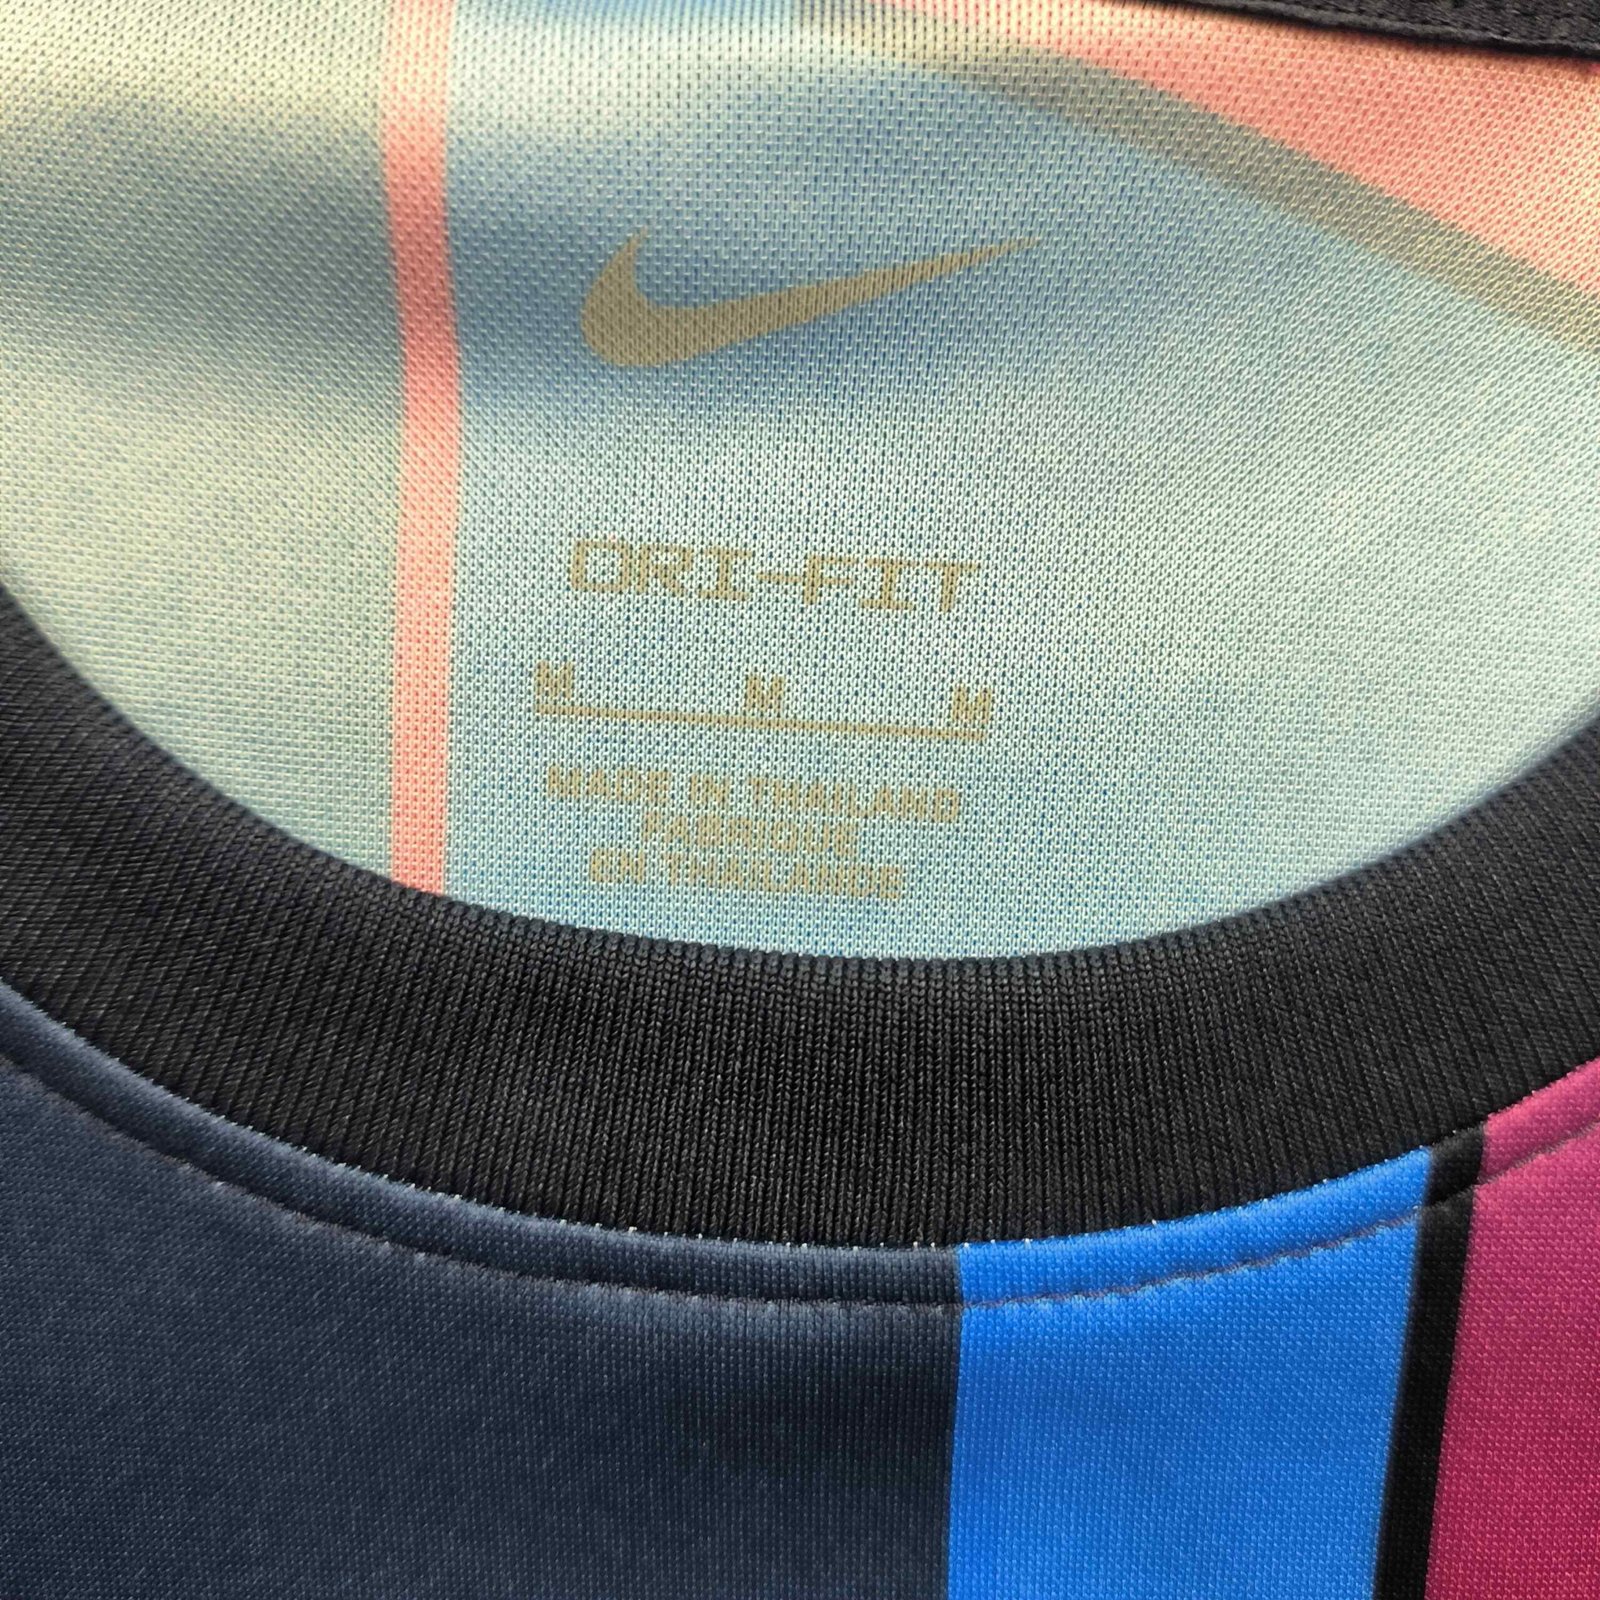 DRI-FIT
M M M
MADE IN THAILAND
FABRIQUE
EN THAILANDE